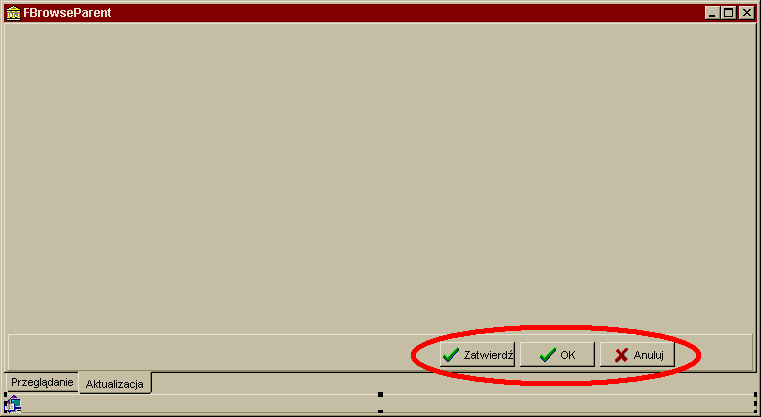 FBrowseParent
Zatwierdź OK Anuluj
Przeglądanie Aktualizacja